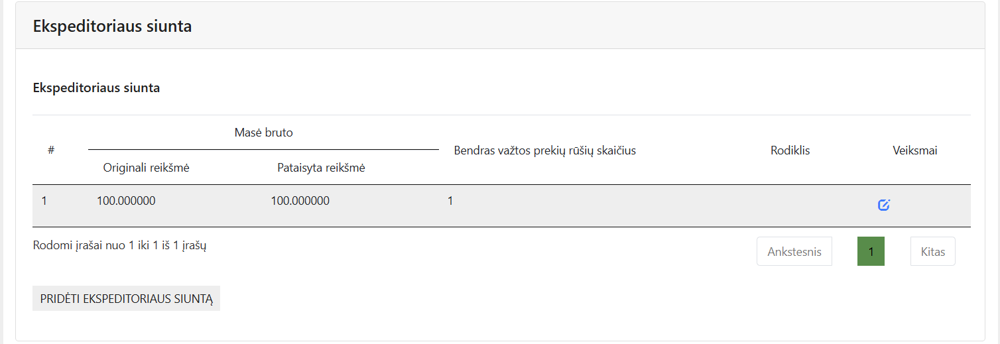 Ekspeditoriaus siunta
Ekspeditoriaus siunta
# Masė bruto Bendras važtos prekių rūšių skaičius Rodiklis Veiksmai
Originali reikšmė Pataisyta reikšmė
1 100.000000 100.000000 1
Rodomi įrašai nuo 1 iki 1 iš 1 įrašų
Ankstesnis 1 Kitas
PRIDĖTI EKSPEDITORIAUS SIUNTĄ